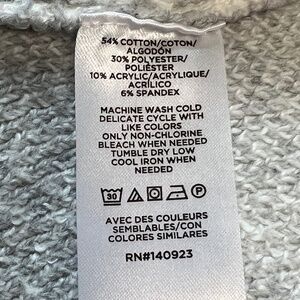 54% COTTON/COTON/
ALGODÓN
30% POLYESTER/
POLIÉSTER
10% ACRYLIC/ACRYLIQUE/
ACRÍLICO
6% SPANDEX
MACHINE WASH COLD
DELICATE CYCLE WITH
LIKE COLORS
ONLY NON-CHLORINE
BLEACH WHEN NEEDED
TUMBLE DRY LOW
COOL IRON WHEN
NEEDED
30 P
AVEC DES COULEURS
SEMBLABLES/CON
COLORES SIMILARES
RN#140923